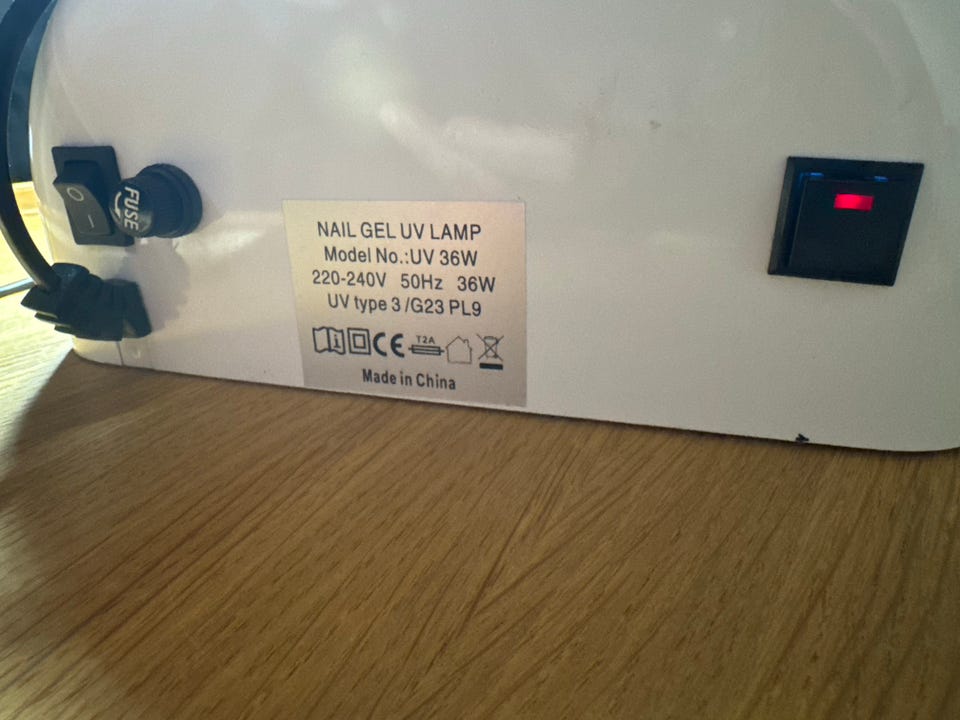 FUSE
NAIL GEL UV LAMP
Model No.:UV 36W
220-240V 50Hz 36W
UV type 3 /G23 PL9
CE T2A
Made in China